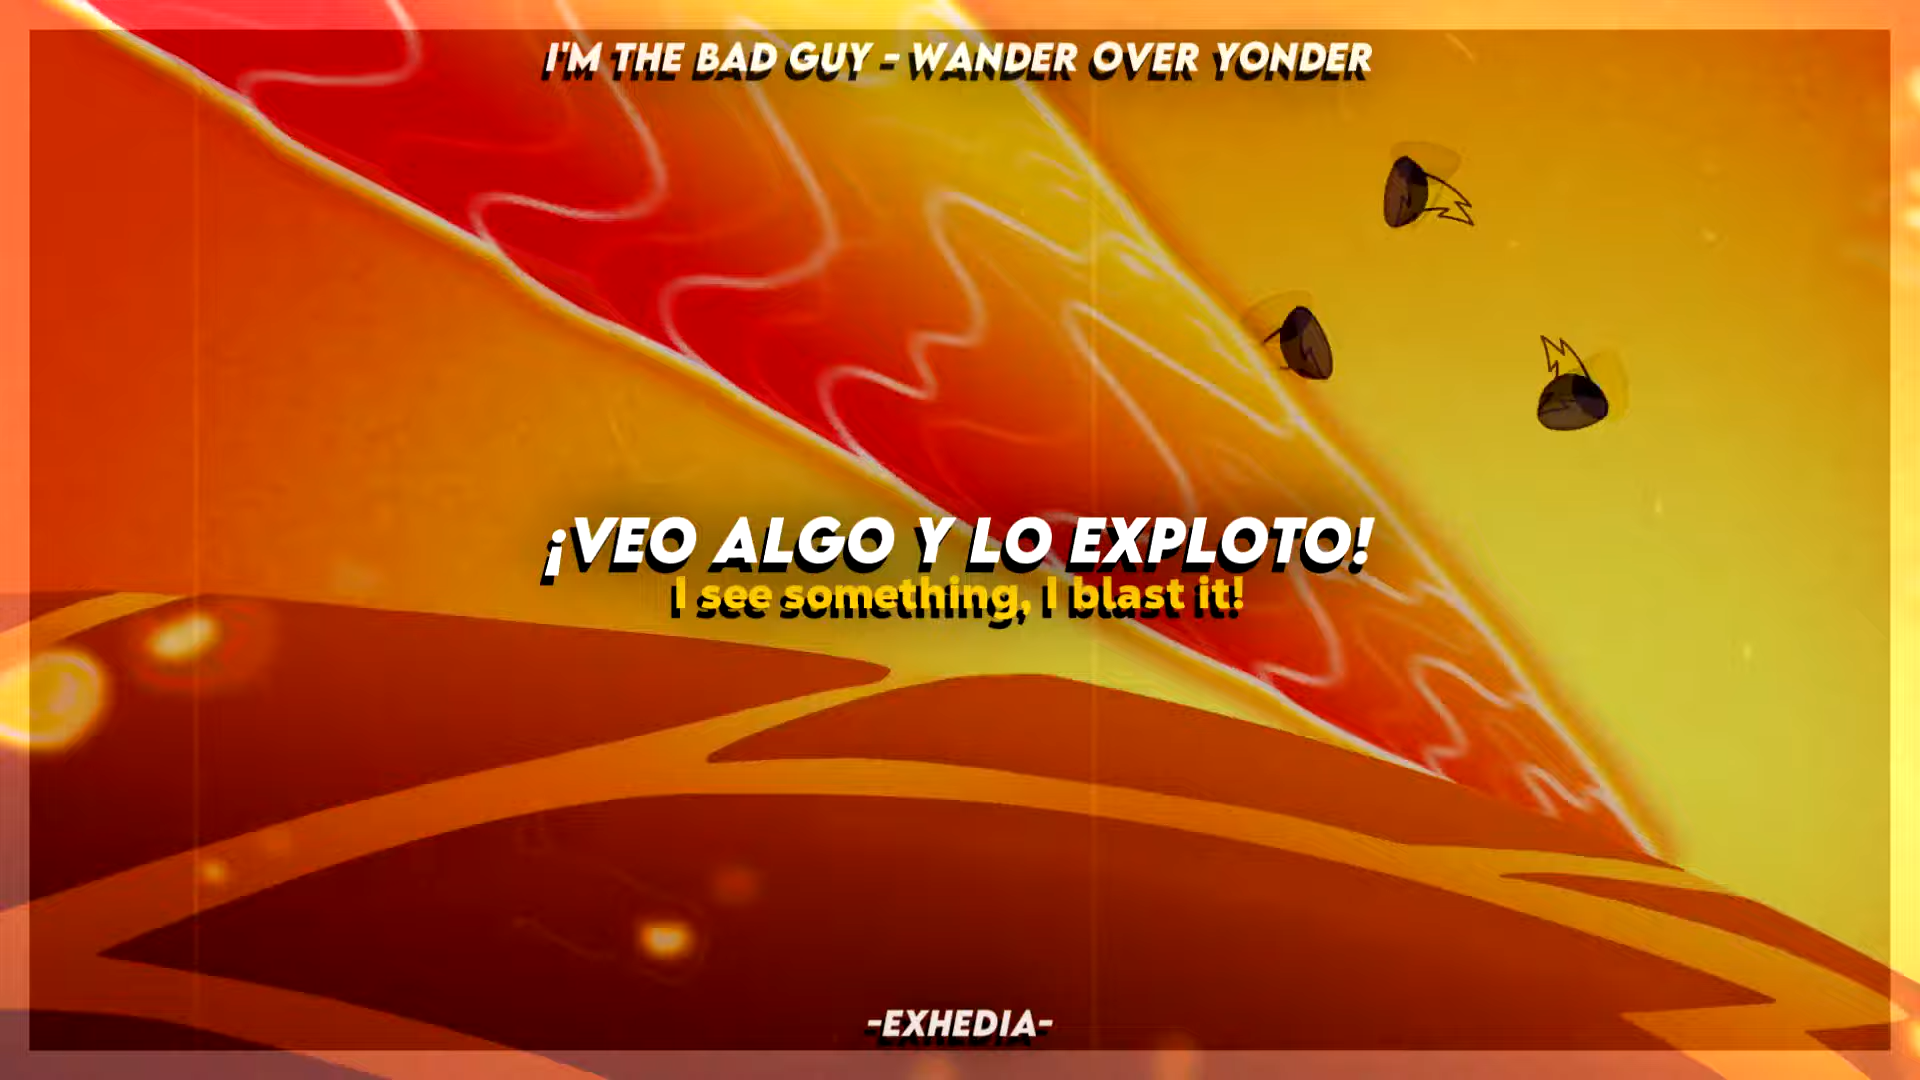 I'M THE BAD GUY - WANDER OVER YONDER
¡VEO ALGO Y LO EXPLOTO!
I see something, I blast it!
-EXHEDIA-